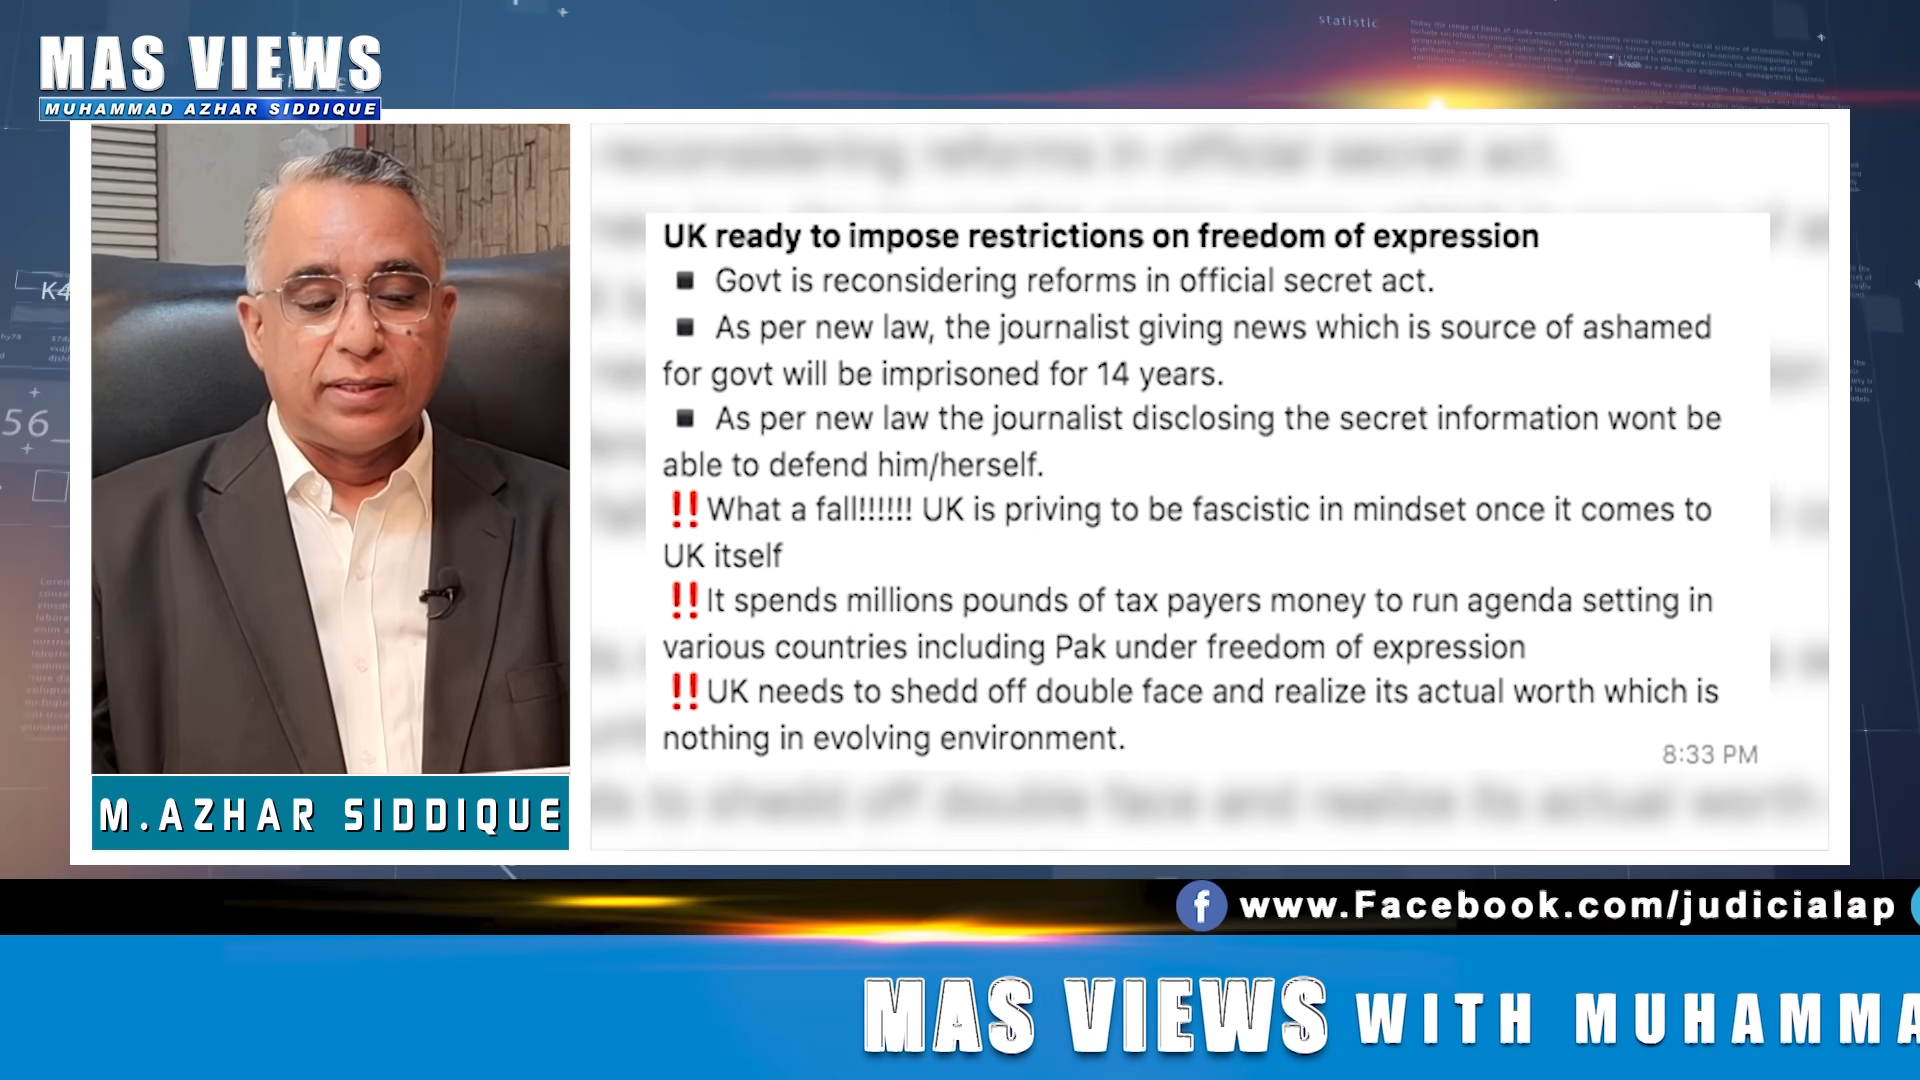 MAS VIEWS
MUHAMMAD AZHAR SIDDIQUE
statistic
K4
56_
UK ready to impose restrictions on freedom of expression
▪ Govt is reconsidering reforms in official secret act.
▪ As per new law, the journalist giving news which is source of ashamed
for govt will be imprisoned for 14 years.
▪ As per new law the journalist disclosing the secret information wont be
able to defend him/herself.
‼What a fall!!!!!! UK is priving to be fascistic in mindset once it comes to
UK itself
‼It spends millions pounds of tax payers money to run agenda setting in
various countries including Pak under freedom of expression
‼UK needs to shedd off double face and realize its actual worth which is
nothing in evolving environment.
8:33 PM
M.AZHAR SIDDIQUE
www.Facebook.com/judicialap
MAS VIEWS WITH MUHAMMA